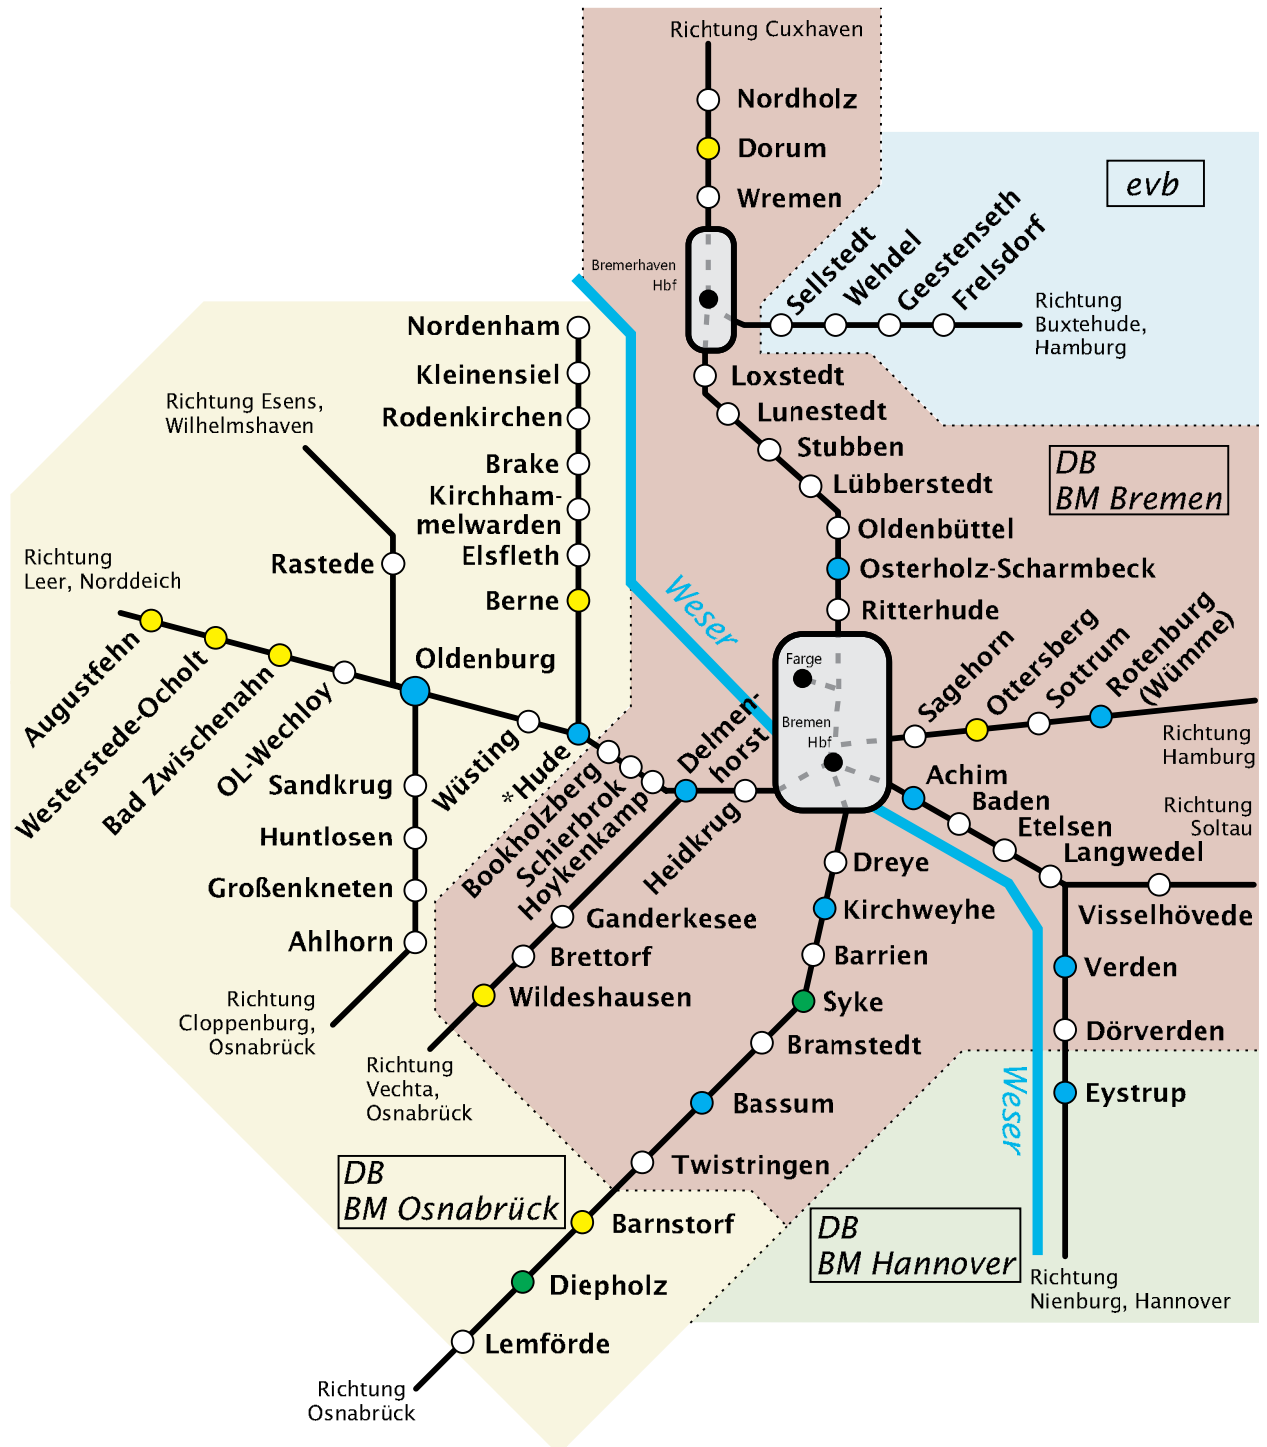 Richtung Cuxhaven
Nordholz
Dorum
Wremen
evb
Bremerhaven
Hbf
Sellstedt
Wehdel
Geestenseth
Frelsdorf
Richtung
Buxtehude,
Hamburg
Nordenham
Kleinensiel
Rodenkirchen
Brake
Kirchham-
melwarden
Elsfleth
Berne
Loxstedt
Lunestedt
Stubben
Lübberstedt
Oldenbüttel
Osterholz-Scharmbeck
Ritterhude
DB
BM Bremen
Richtung Esens,
Wilhelmshaven
Rastede
Richtung
Leer, Norddeich
Augustfehn
Westerstede-Ocholt
Bad Zwischenahn
OL-Wechloy
Oldenburg
Wüsting
*Hude
Bookholzberg
Schierbrok
Hoykenkamp
Delmen-
horst
Heidkrug
Weser
Farge
Bremen
Hbf
Sagehorn
Ottersberg
Sottrum
Rotenburg
(Wümme)
Richtung
Hamburg
Achim
Baden
Etelsen
Langwedel
Richtung
Soltau
Visselhövede
Verden
Dörverden
Eystrup
Sandkrug
Huntlosen
Großenkneten
Ahlhorn
Richtung
Cloppenburg,
Osnabrück
Ganderkesee
Brettorf
Wildeshausen
Richtung
Vechta,
Osnabrück
Dreye
Kirchweyhe
Barrien
Syke
Bramstedt
Bassum
Twistringen
Barnstorf
Diepholz
Lemförde
Richtung
Osnabrück
DB
BM Osnabrück
Weser
DB
BM Hannover
Richtung
Nienburg, Hannover